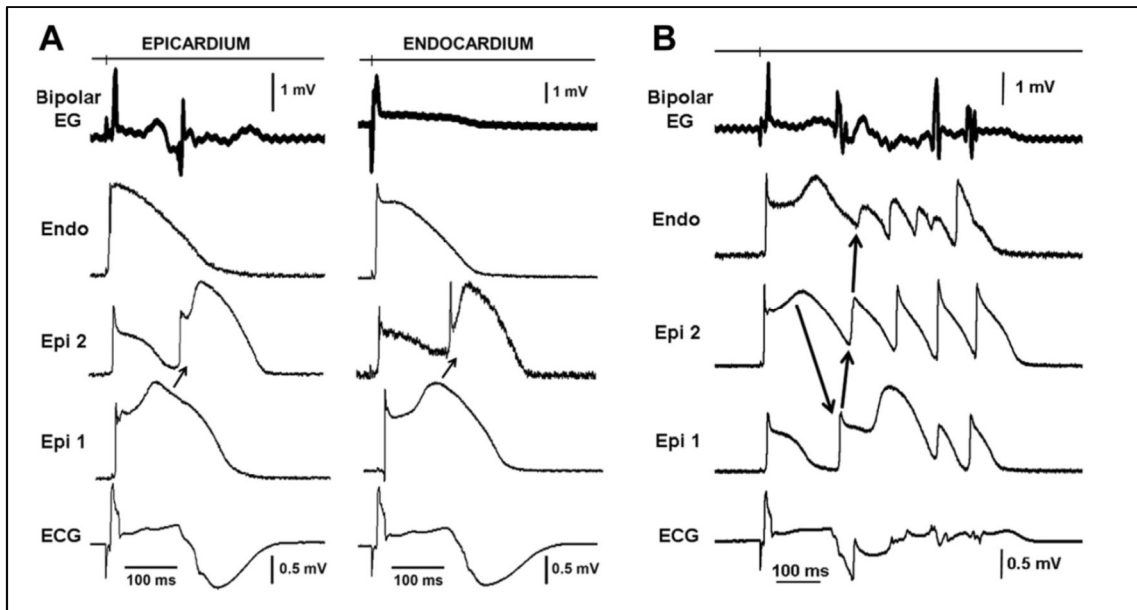 A
EPICARDIUM
ENDOCARDIUM
Bipolar
EG
1 mV
1 mV
Endo
Epi 2
Epi 1
ECG
100 ms
0.5 mV
100 ms
0.5 mV
B
Bipolar
EG
1 mV
Endo
Epi 2
Epi 1
ECG
100 ms
0.5 mV